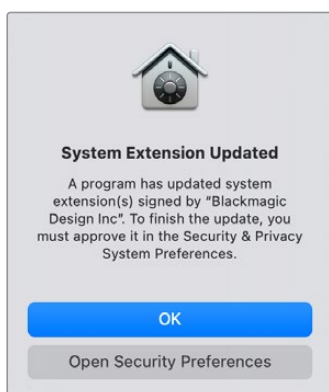 System Extension Updated
A program has updated system
extension(s) signed by "Blackmagic
Design Inc". To finish the update, you
must approve it in the Security & Privacy
System Preferences.
OK
Open Security Preferences